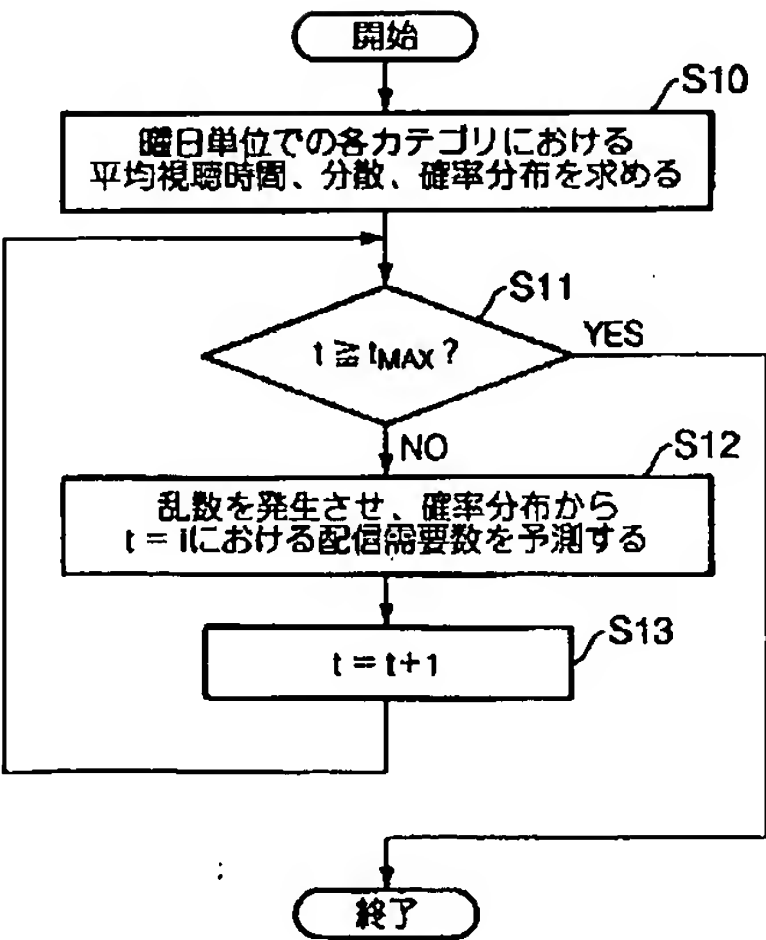 開始
S10
曜日単位での各カテゴリにおける
平均視聴時間、分散、確率分布を求める
S11
t ≧ tMAX ?
YES
NO
S12
乱数を発生させ、確率分布から
t = iにおける配信需要数を予測する
S13
t = t+1
終了